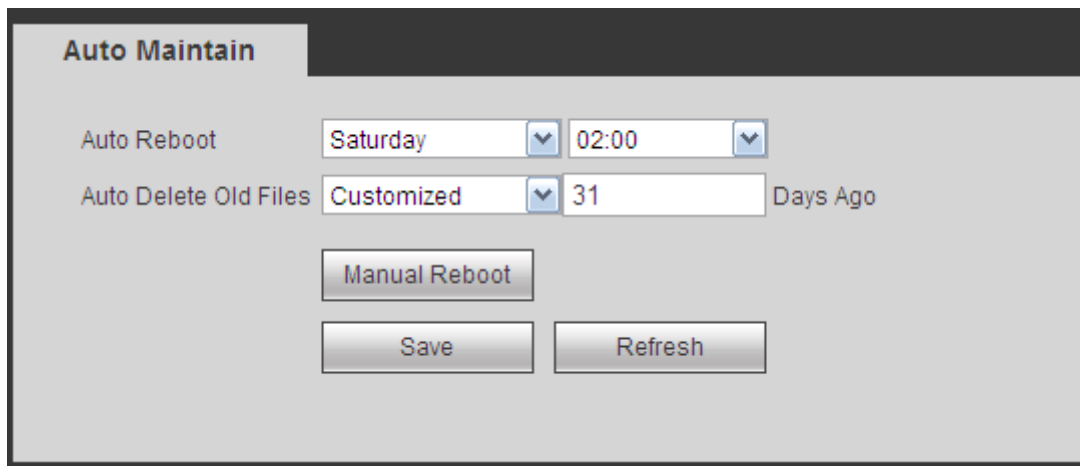 Auto Maintain
Auto Reboot Saturday 02:00
Auto Delete Old Files Customized 31 Days Ago
Manual Reboot
Save Refresh